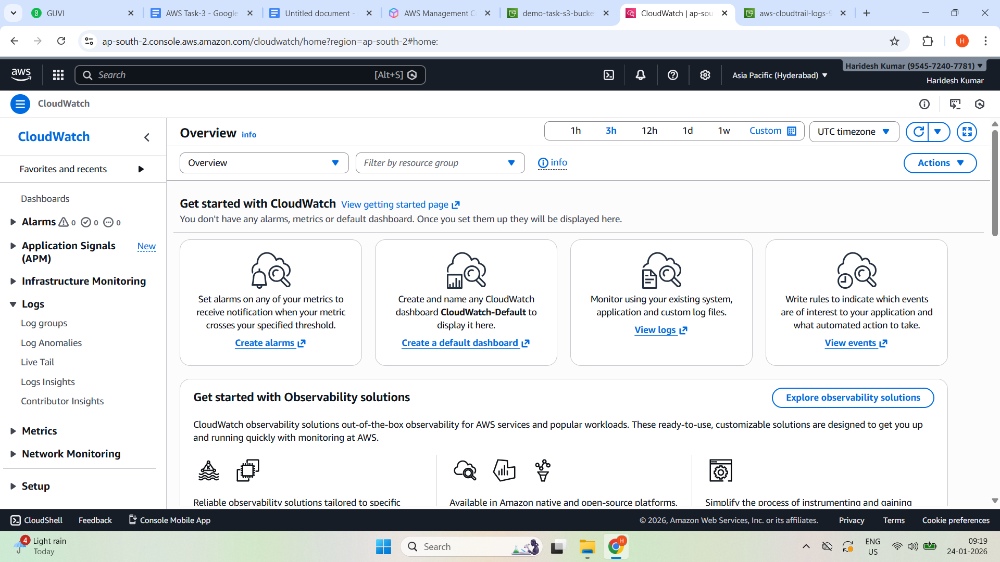 GUVI
AWS Task-3 - Google
Untitled document -
AWS Management C
demo-task-s3-bucke
CloudWatch | ap-sou
aws-cloudtrail-logs-9
ap-south-2.console.aws.amazon.com/cloudwatch/home?region=ap-south-2#home:
H
aws
Search
[Alt+S]
Asia Pacific (Hyderabad)
Haridesh Kumar (9545-7240-7781)
Haridesh Kumar
CloudWatch
CloudWatch
Favorites and recents
Dashboards
Alarms 0 0 0
Application Signals (APM)
New
Infrastructure Monitoring
Logs
Log groups
Log Anomalies
Live Tail
Logs Insights
Contributor Insights
Metrics
Network Monitoring
Setup
Overview info
1h 3h 12h 1d 1w Custom
UTC timezone
Overview
Filter by resource group
info
Actions
Get started with CloudWatch View getting started page
You don't have any alarms, metrics or default dashboard. Once you set them up they will be displayed here.
Set alarms on any of your metrics to
receive notification when your metric
crosses your specified threshold.
Create alarms
Create and name any CloudWatch
dashboard CloudWatch-Default to
display it here.
Create a default dashboard
Monitor using your existing system,
application and custom log files.
View logs
Write rules to indicate which events
are of interest to your application and
what automated action to take.
View events
Get started with Observability solutions
Explore observability solutions
CloudWatch observability solutions out-of-the-box observability for AWS services and popular workloads. These ready-to-use, customizable solutions are designed to get you up
and running quickly with monitoring at AWS.
Reliable observability solutions tailored to specific
Available in Amazon native and open-source platforms.
Simplify the process of instrumenting and gaining
CloudShell
Feedback
Console Mobile App
© 2026, Amazon Web Services, Inc. or its affiliates.
Privacy
Terms
Cookie preferences
4
Light rain
Today
Search
H
ENG
US
09:19
24-01-2026